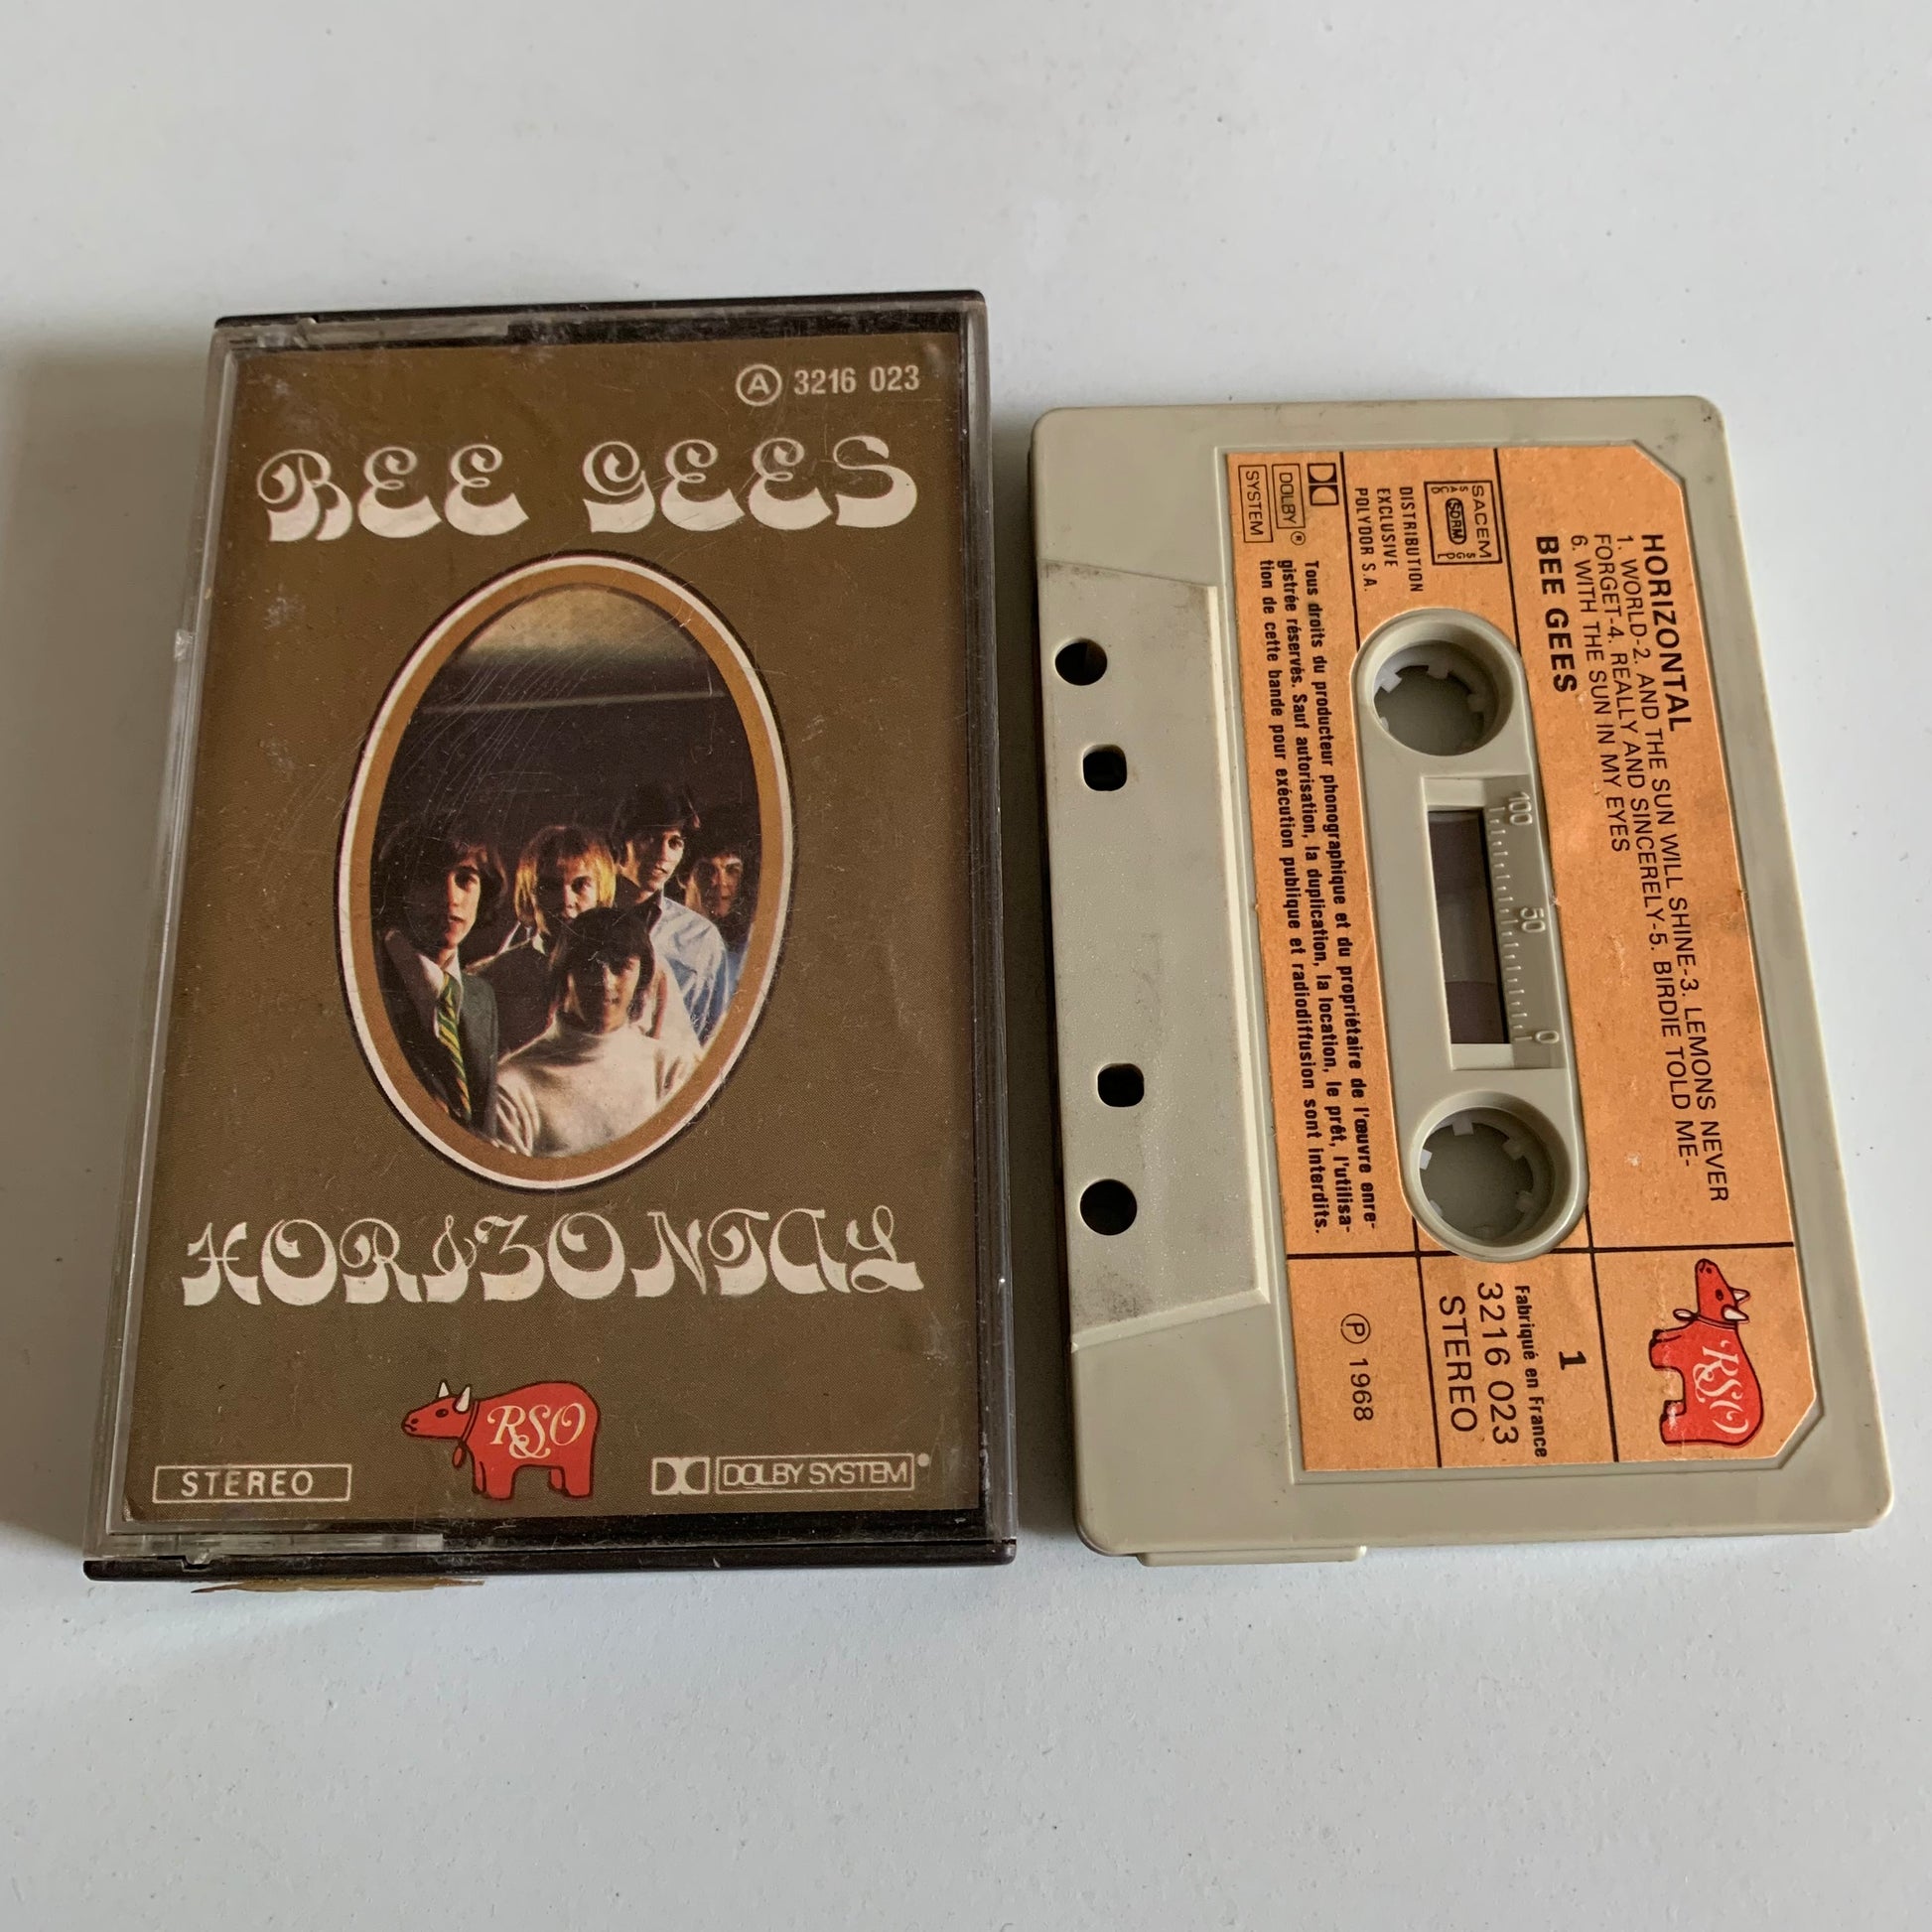 Ⓐ 3216 023
BEE GEES
HORIZONTAL
RSO
STEREO
DOLBY SYSTEM
HORIZONTAL
1. WORLD-2. AND THE SUN WILL SHINE-3. LEMONS NEVER
FORGET-4. REALLY AND SINCERELY-5. BIRDIE TOLD ME-
6. WITH THE SUN IN MY EYES
BEE GEES
RSO
SACEM
SDRM
DISTRIBUTION
EXCLUSIVE
POLYDOR S.A.
DOLBY
SYSTEM
100 50 0
1
Fabriqué en France
3216 023
STEREO
Tous droits du producteur phonographique et du propriétaire de l'œuvre enre-
gistrée réservés. Sauf autorisation, la duplication, la location, le prêt, l'utilisa-
tion de cette bande pour exécution publique et radiodiffusion sont interdits.
℗ 1968